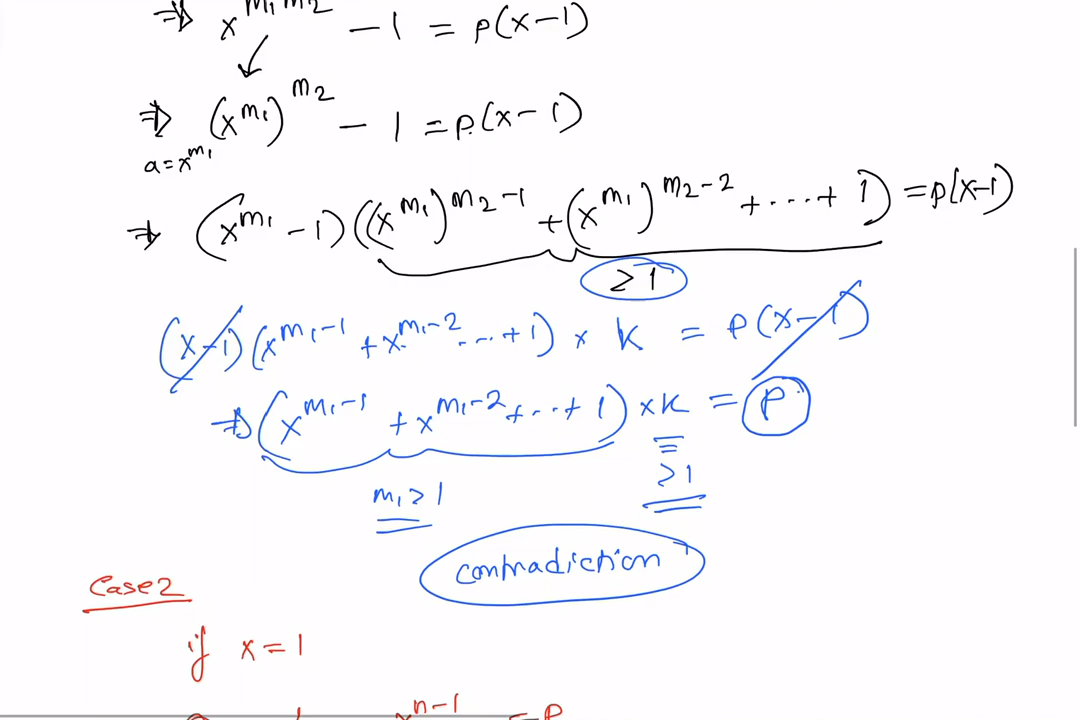 ⇒ x^{m₁m₂} − 1 = p(x−1)
⇒ (x^{m₁})^{m₂} − 1 = p(x−1)
a = x^{m₁}
⇒ (x^{m₁} − 1)((x^{m₁})^{m₂−1} + (x^{m₁})^{m₂−2} + ⋯ + 1) = p(x−1)
> 1
(x−1)(x^{m₁−1} + x^{m₁−2} ⋯ + 1) × K = p(x−1)
⇒ (x^{m₁−1} + x^{m₁−2} + ⋯ + 1) × K = p
m₁ > 1
> 1
contradiction
Case 2
if x = 1
x^{n−1} = p